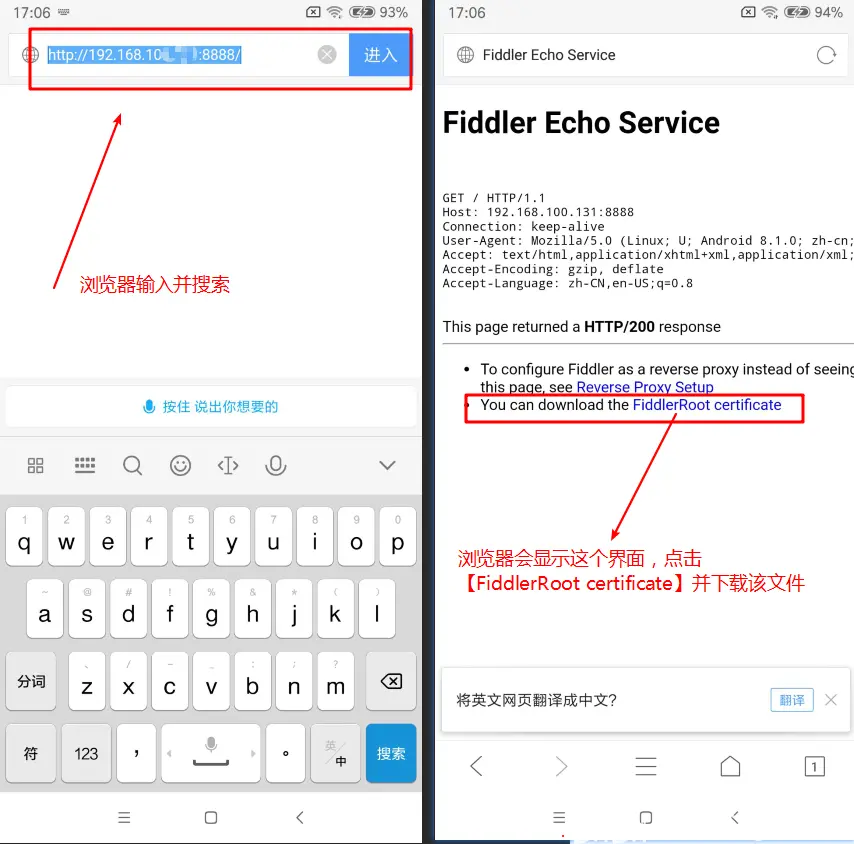 17:06
93%
http://192.168.10
:8888/
进入
浏览器输入并搜索
按住 说出你想要的
1 2 3 4 5 6 7 8 9 0
q w e r t y u i o p
~ @ # ! % & * ( )
a s d f g h j k l
分词
z x c v b n m
符
123
，
。
英/中
搜索
17:06
94%
Fiddler Echo Service
Fiddler Echo Service
GET / HTTP/1.1
Host: 192.168.100.131:8888
Connection: keep-alive
User-Agent: Mozilla/5.0 (Linux; U; Android 8.1.0; zh-cn;
Accept: text/html,application/xhtml+xml,application/xml;
Accept-Encoding: gzip, deflate
Accept-Language: zh-CN,en-US;q=0.8
This page returned a HTTP/200 response
• To configure Fiddler as a reverse proxy instead of seeing
this page, see Reverse Proxy Setup
• You can download the FiddlerRoot certificate
浏览器会显示这个界面，点击
【FiddlerRoot certificate】并下载该文件
将英文网页翻译成中文?
翻译
1